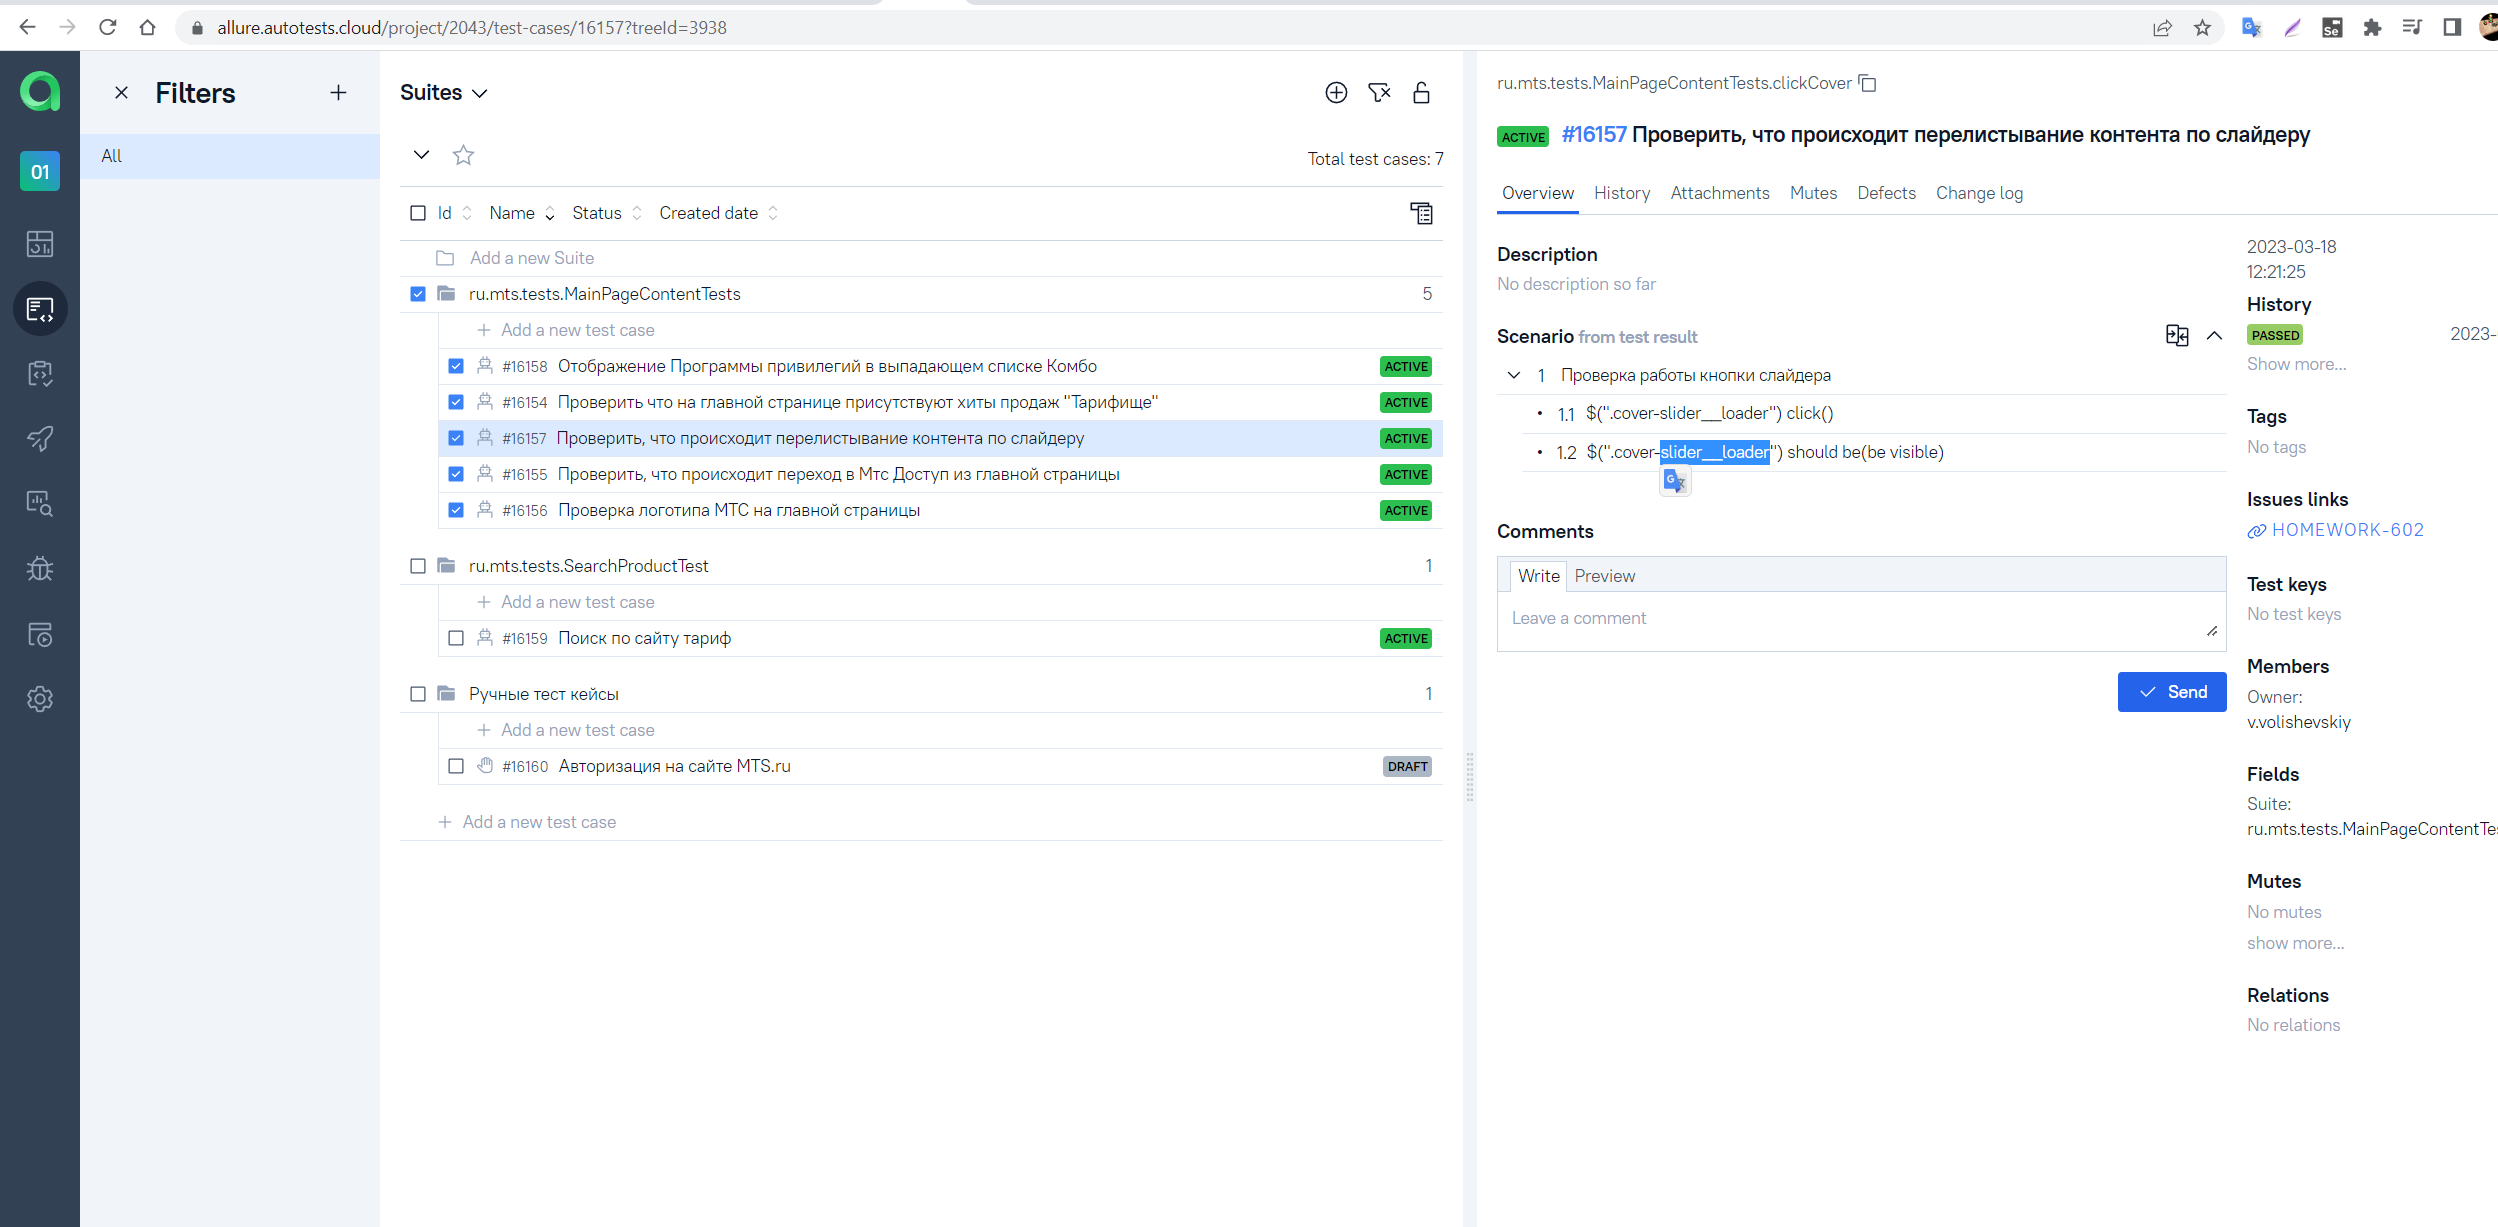 allure.autotests.cloud/project/2043/test-cases/16157?treeId=3938
Se
01
Filters
All
Suites
Total test cases: 7
Id Name Status Created date
Add a new Suite
ru.mts.tests.MainPageContentTests 5
Add a new test case
#16158 Отображение Программы привилегий в выпадающем списке Комбо ACTIVE
#16154 Проверить что на главной странице присутствуют хиты продаж "Тарифище" ACTIVE
#16157 Проверить, что происходит перелистывание контента по слайдеру ACTIVE
#16155 Проверить, что происходит переход в Мтс Доступ из главной страницы ACTIVE
#16156 Проверка логотипа МТС на главной страницы ACTIVE
ru.mts.tests.SearchProductTest 1
Add a new test case
#16159 Поиск по сайту тариф ACTIVE
Ручные тест кейсы 1
Add a new test case
#16160 Авторизация на сайте MTS.ru DRAFT
Add a new test case
ru.mts.tests.MainPageContentTests.clickCover
ACTIVE #16157 Проверить, что происходит перелистывание контента по слайдеру
Overview History Attachments Mutes Defects Change log
Description
No description so far
Scenario from test result
1 Проверка работы кнопки слайдера
1.1 $(".cover-slider__loader") click()
1.2 $(".cover-slider__loader") should be(be visible)
Comments
Write Preview
Leave a comment
Send
2023-03-18
12:21:25
History
PASSED 2023-
Show more...
Tags
No tags
Issues links
HOMEWORK-602
Test keys
No test keys
Members
Owner:
v.volishevskiy
Fields
Suite:
ru.mts.tests.MainPageContentTes
Mutes
No mutes
show more...
Relations
No relations